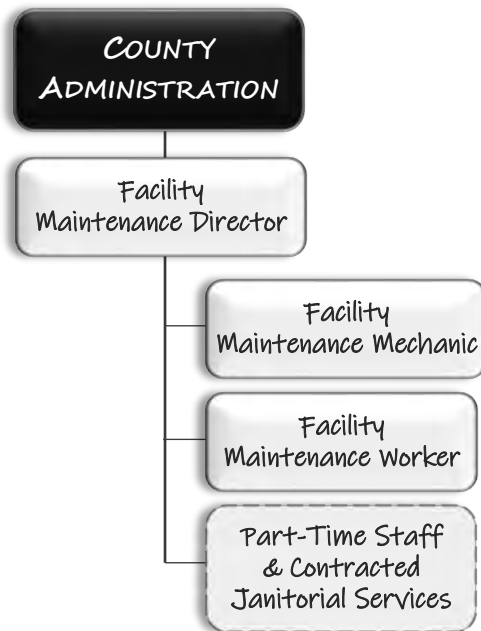 COUNTY
ADMINISTRATION
Facility
Maintenance Director
Facility
Maintenance Mechanic
Facility
Maintenance Worker
Part-Time Staff
& Contracted
Janitorial Services